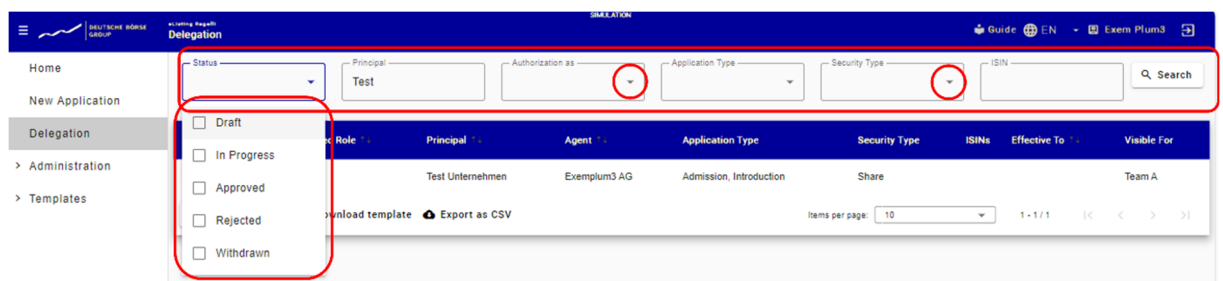 SIMULATION
DEUTSCHE BÖRSE
GROUP
eListing Regelli
Delegation
Guide EN Exem Plum3
Home
New Application
Delegation
Administration
Templates
Status Principal Authorization as Application Type Security Type ISIN
Test Search
Draft
In Progress
Approved
Rejected
Withdrawn
Role Principal Agent Application Type Security Type ISINs Effective To Visible For
Test Unternehmen Exemplum3 AG Admission, Introduction Share Team A
template Export as CSV Items per page: 10 1 - 1 / 1